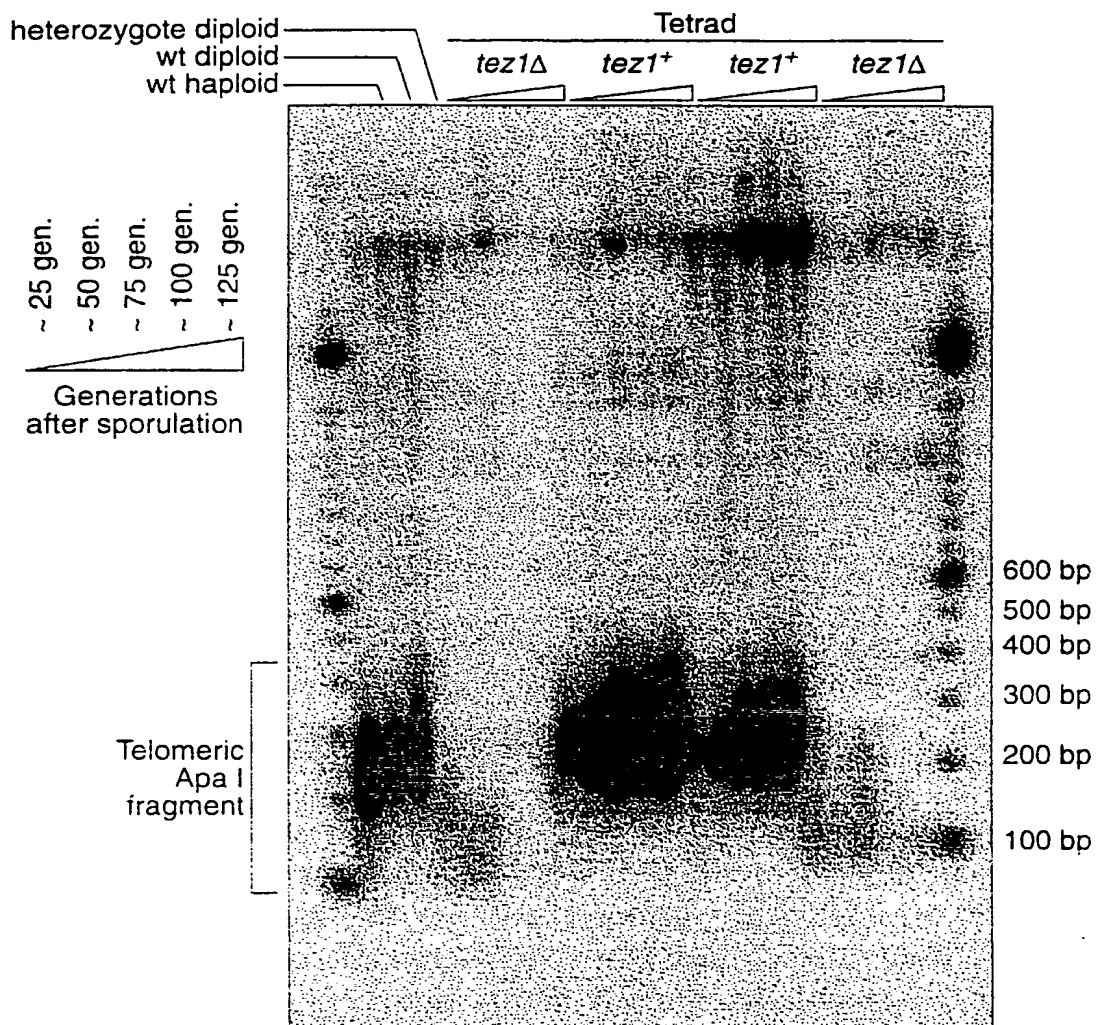 heterozygote diploid
wt diploid
wt haploid
Tetrad
tez1Δ
tez1+
tez1+
tez1Δ
~ 25 gen.
~ 50 gen.
~ 75 gen.
~ 100 gen.
~ 125 gen.
Generations
after sporulation
600 bp
500 bp
400 bp
300 bp
200 bp
100 bp
Telomeric
Apa I
fragment